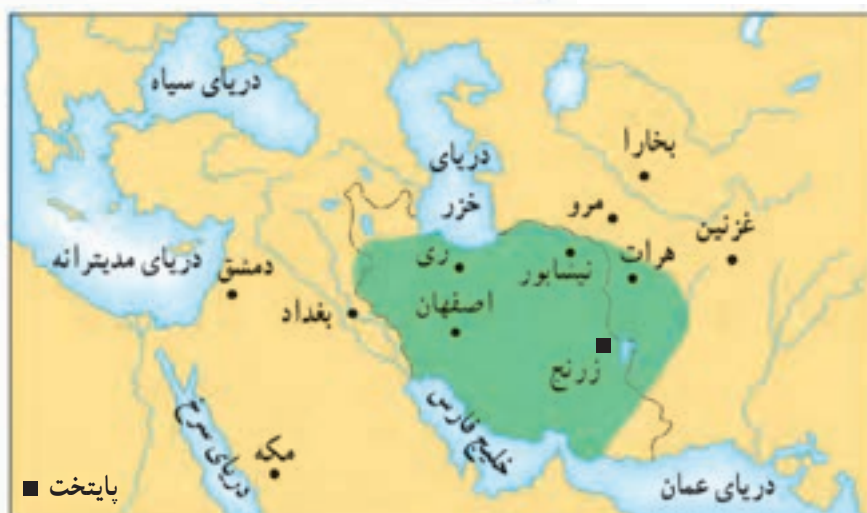 دریای سیاه
دریای
خزر
بخارا
مرو
غزنین
هرات
نیشابور
ری
دریای مدیترانه
دمشق
بغداد
اصفهان
زرنج
خلیج فارس
دریای سرخ
مکه
دریای عمان
پایتخت